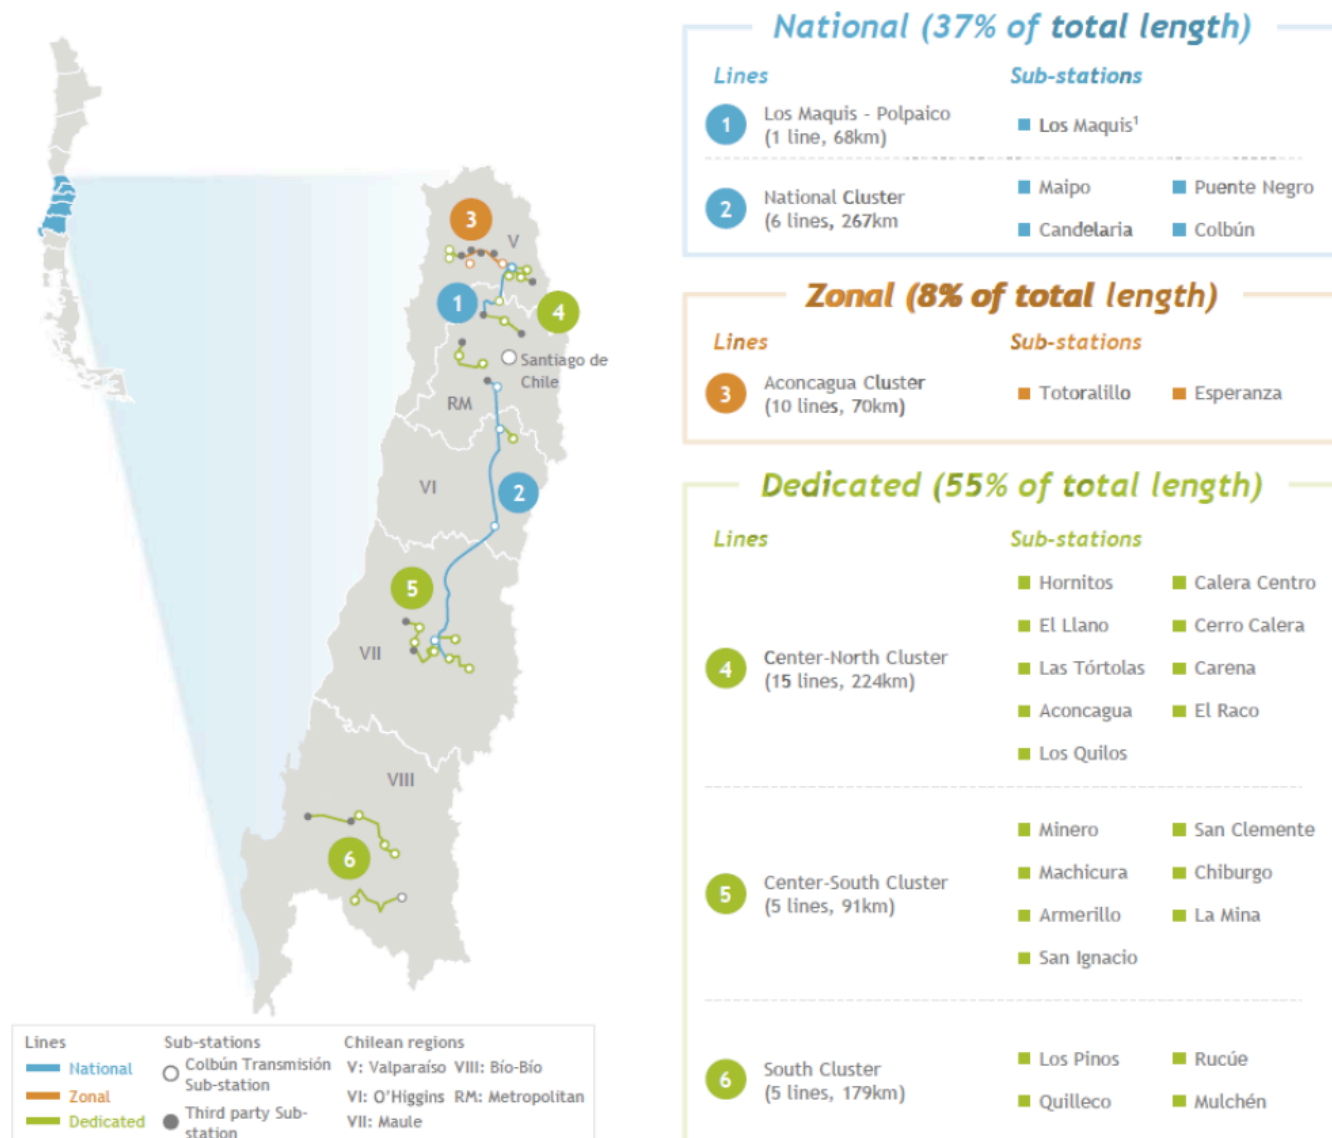 3
V
1
4
Santiago de
Chile
RM
VI
2
5
VII
VIII
6
Lines
National
Zonal
Dedicated
Sub-stations
Colbún Transmisión
Sub-station
Third party Sub-
station
Chilean regions
V: Valparaíso VIII: Bío-Bío
VI: O'Higgins RM: Metropolitan
VII: Maule
National (37% of total length)
Lines
Sub-stations
1
Los Maquis - Polpaico
(1 line, 68km)
Los Maquis¹
2
National Cluster
(6 lines, 267km
Maipo
Puente Negro
Candelaria
Colbún
Zonal (8% of total length)
Lines
Sub-stations
3
Aconcagua Cluster
(10 lines, 70km)
Totoralillo
Esperanza
Dedicated (55% of total length)
Lines
Sub-stations
4
Center-North Cluster
(15 lines, 224km)
Hornitos
Calera Centro
El Llano
Cerro Calera
Las Tórtolas
Carena
Aconcagua
El Raco
Los Quilos
5
Center-South Cluster
(5 lines, 91km)
Minero
San Clemente
Machicura
Chiburgo
Armerillo
La Mina
San Ignacio
6
South Cluster
(5 lines, 179km)
Los Pinos
Rucúe
Quilleco
Mulchén